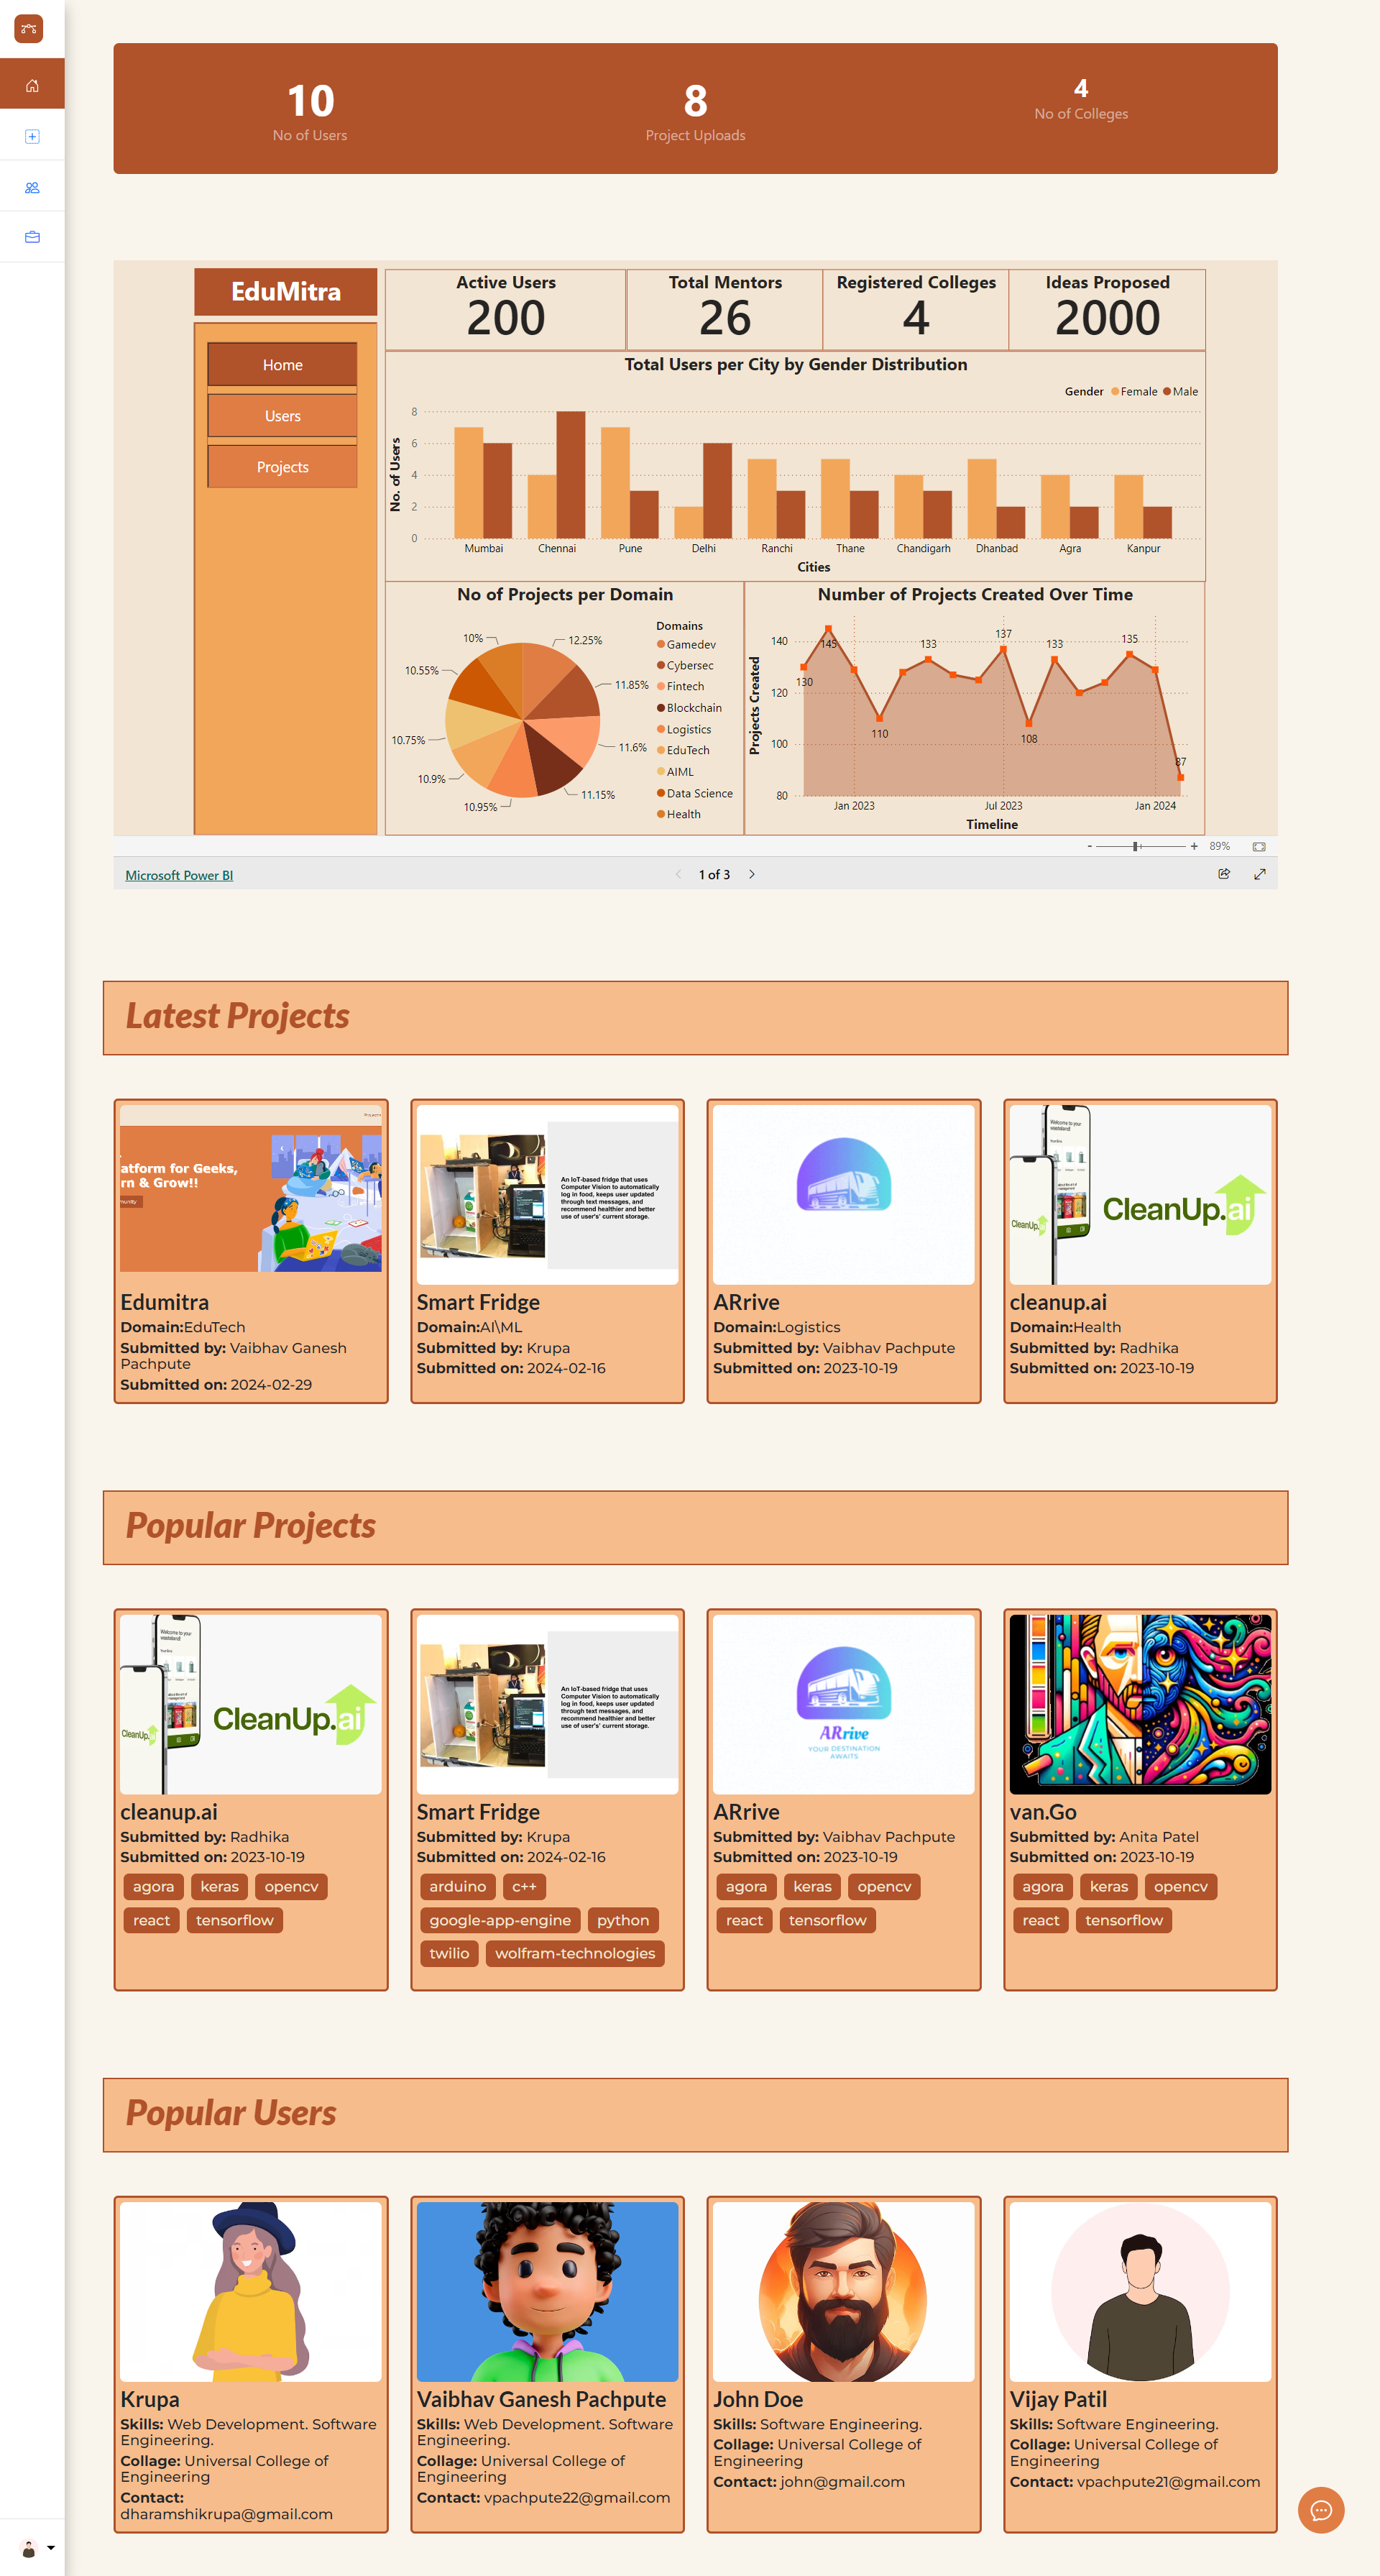 10
No of Users
8
Project Uploads
4
No of Colleges
EduMitra
Home
Users
Projects
Active Users
200
Total Mentors
26
Registered Colleges
4
Ideas Proposed
2000
Total Users per City by Gender Distribution
Gender Female Male
No. of Users
8
6
4
2
0
Mumbai Chennai Pune Delhi Ranchi Thane Chandigarh Dhanbad Agra Kanpur
Cities
No of Projects per Domain
12.25%
11.85%
11.6%
11.15%
10.95%
10.9%
10.75%
10.55%
10%
Domains
Gamedev
Cybersec
Fintech
Blockchain
Logistics
EduTech
AIML
Data Science
Health
Number of Projects Created Over Time
Projects Created
140
120
100
80
130
145
110
133
137
108
133
135
87
Jan 2023 Jul 2023 Jan 2024
Timeline
- + 89%
Microsoft Power BI
1 of 3
Latest Projects
atform for Geeks,
rn & Grow!!
Edumitra
Domain:EduTech
Submitted by: Vaibhav Ganesh
Pachpute
Submitted on: 2024-02-29
An IoT-based fridge that uses
Computer Vision to automatically
log in food, keeps user updated
through text messages, and
recommend healthier and better
use of user's' current storage.
Smart Fridge
Domain:AI\ML
Submitted by: Krupa
Submitted on: 2024-02-16
ARrive
Domain:Logistics
Submitted by: Vaibhav Pachpute
Submitted on: 2023-10-19
Welcome to your
wasteland!
CleanUp.ai
CleanUp.ai
cleanup.ai
Domain:Health
Submitted by: Radhika
Submitted on: 2023-10-19
Popular Projects
Welcome to your
wasteland!
CleanUp.ai
CleanUp.ai
cleanup.ai
Submitted by: Radhika
Submitted on: 2023-10-19
agora keras opencv
react tensorflow
An IoT-based fridge that uses
Computer Vision to automatically
log in food, keeps user updated
through text messages, and
recommend healthier and better
use of user's' current storage.
Smart Fridge
Submitted by: Krupa
Submitted on: 2024-02-16
arduino c++
google-app-engine python
twilio wolfram-technologies
ARrive
YOUR DESTINATION
AWAITS
ARrive
Submitted by: Vaibhav Pachpute
Submitted on: 2023-10-19
agora keras opencv
react tensorflow
van.Go
Submitted by: Anita Patel
Submitted on: 2023-10-19
agora keras opencv
react tensorflow
Popular Users
Krupa
Skills: Web Development. Software
Engineering.
Collage: Universal College of
Engineering
Contact:
dharamshikrupa@gmail.com
Vaibhav Ganesh Pachpute
Skills: Web Development. Software
Engineering.
Collage: Universal College of
Engineering
Contact: vpachpute22@gmail.com
John Doe
Skills: Software Engineering.
Collage: Universal College of
Engineering
Contact: john@gmail.com
Vijay Patil
Skills: Software Engineering.
Collage: Universal College of
Engineering
Contact: vpachpute21@gmail.com